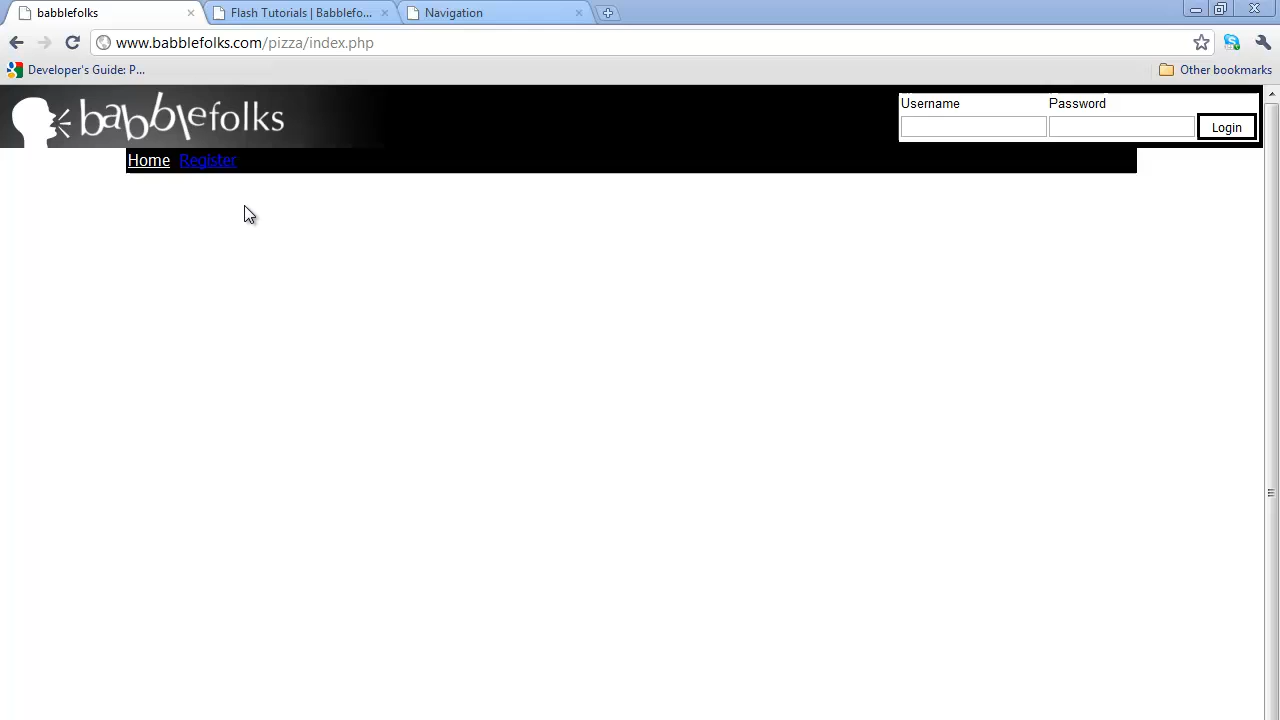 babblefolks
Flash Tutorials | Babblefo...
Navigation
www.babblefolks.com/pizza/index.php
Developer's Guide: P...
Other bookmarks
babblefolks
Username
Password
Login
Home Register